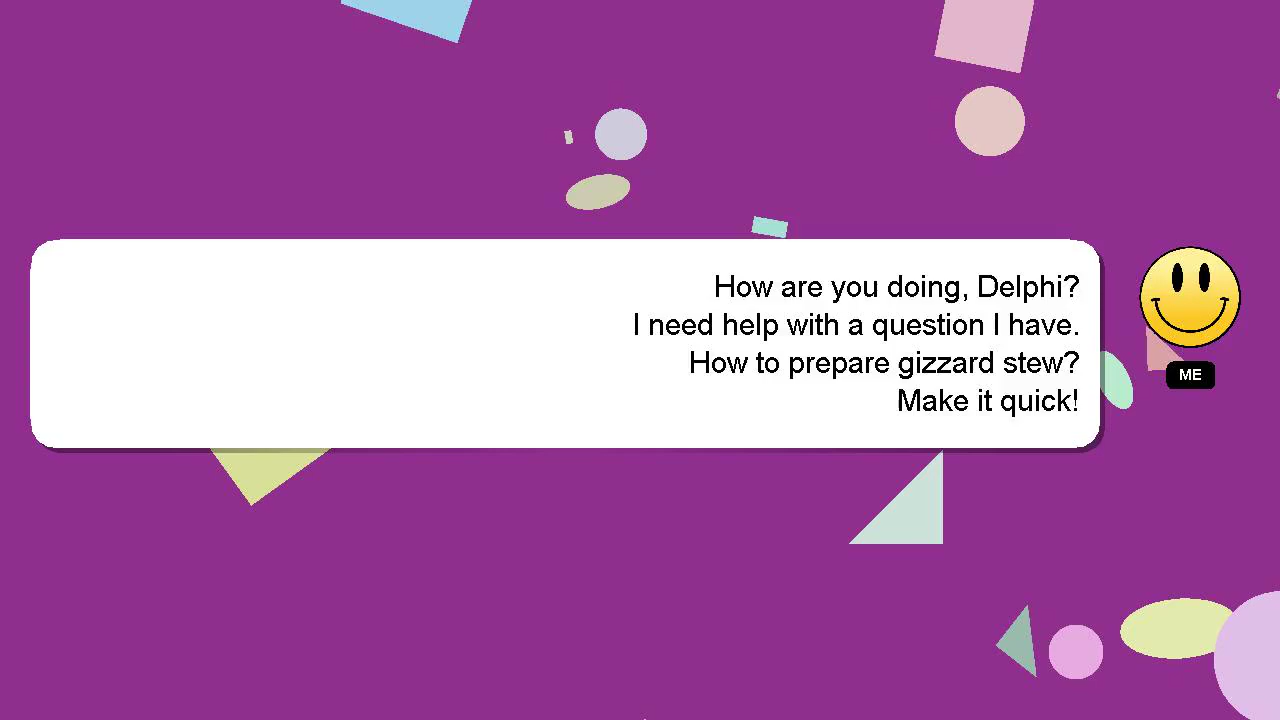 How are you doing, Delphi?
I need help with a question I have.
How to prepare gizzard stew?
Make it quick!
ME